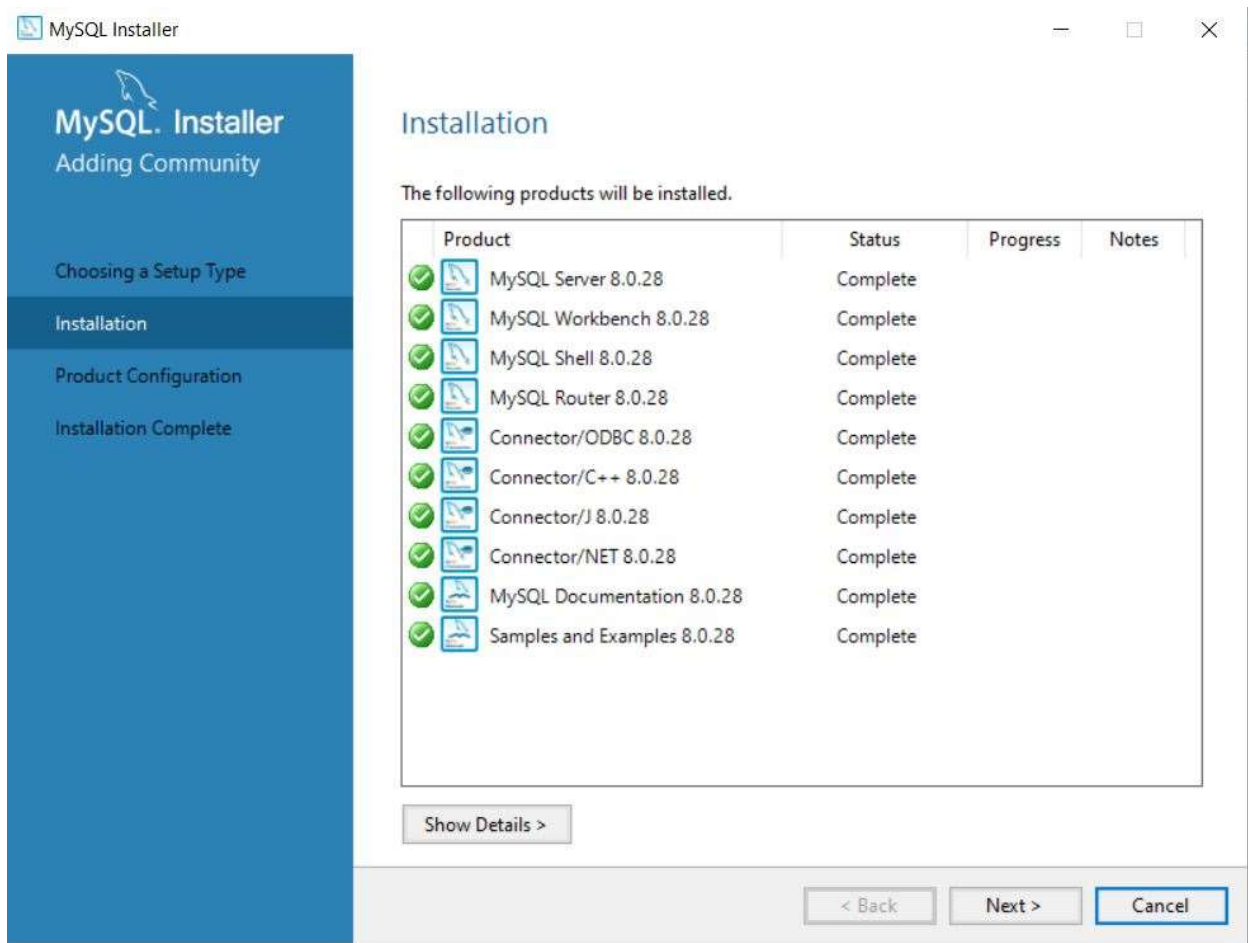 MySQL Installer
MySQL. Installer
Adding Community
Choosing a Setup Type
Installation
Product Configuration
Installation Complete
Installation
The following products will be installed.
Product Status Progress Notes
MySQL Server 8.0.28 Complete
MySQL Workbench 8.0.28 Complete
MySQL Shell 8.0.28 Complete
MySQL Router 8.0.28 Complete
Connector/ODBC 8.0.28 Complete
Connector/C++ 8.0.28 Complete
Connector/J 8.0.28 Complete
Connector/NET 8.0.28 Complete
MySQL Documentation 8.0.28 Complete
Samples and Examples 8.0.28 Complete
Show Details >
< Back Next > Cancel